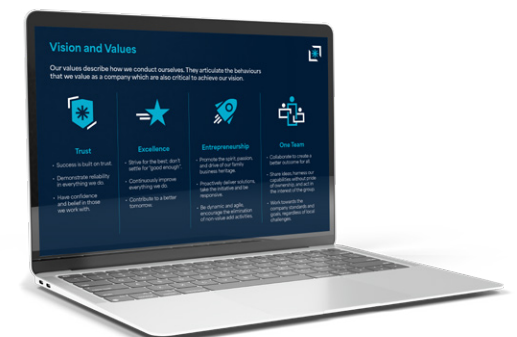 Vision and Values
Our values describe how we conduct ourselves. They articulate the behaviours
that we value as a company which are also critical to achieve our vision.
Trust
- Success is built on trust.
- Demonstrate reliability
in everything we do.
- Have confidence
and belief in those
we work with.
Excellence
- Strive for the best; don't
settle for "good enough".
- Continuously improve
everything we do.
- Contribute to a better
tomorrow.
Entrepreneurship
- Promote the spirit, passion,
and drive of our family
business heritage.
- Proactively deliver solutions,
take the initiative and be
responsive.
- Be dynamic and agile,
encourage the elimination
of non-value add activities.
One Team
- Collaborate to create a
better outcome for all
- Share ideas, harness our
capabilities without pride
of ownership, and act in
the interest of the group.
- Work towards the
company standards and
goals, regardless of local
challenges.